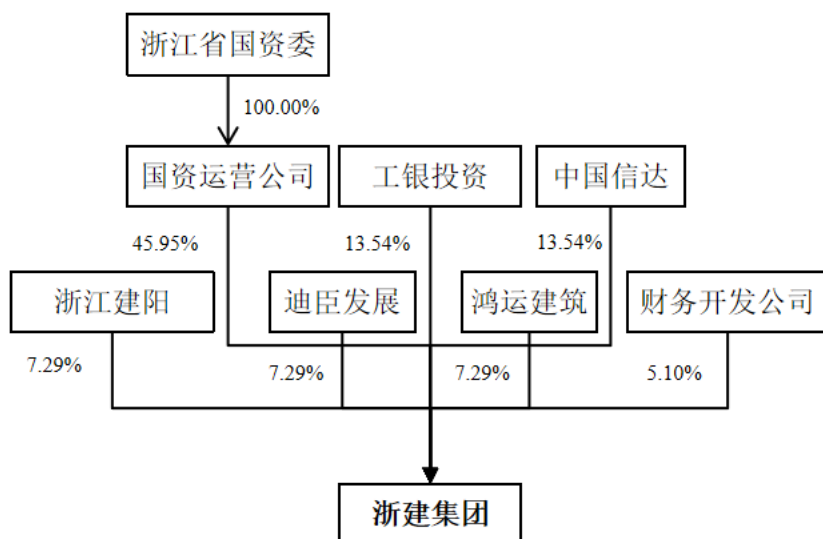 浙江省国资委
100.00%
国资运营公司
工银投资
中国信达
45.95%
13.54%
13.54%
浙江建阳
迪臣发展
鸿运建筑
财务开发公司
7.29%
7.29%
7.29%
5.10%
浙建集团